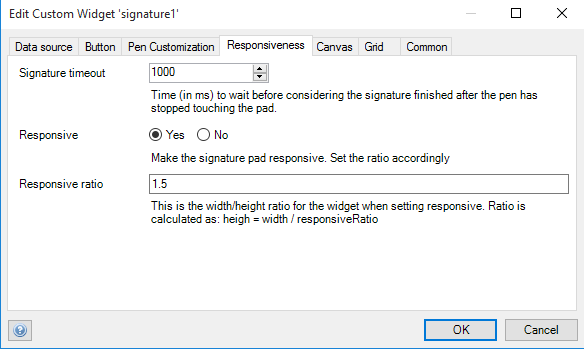 Edit Custom Widget 'signature1'
Data source Button Pen Customization Responsiveness Canvas Grid Common
Signature timeout 1000
Time (in ms) to wait before considering the signature finished after the pen has
stopped touching the pad.
Responsive Yes No
Make the signature pad responsive. Set the ratio accordingly
Responsive ratio 1.5
This is the width/height ratio for the widget when setting responsive. Ratio is
calculated as: heigh = width / responsiveRatio
? OK Cancel